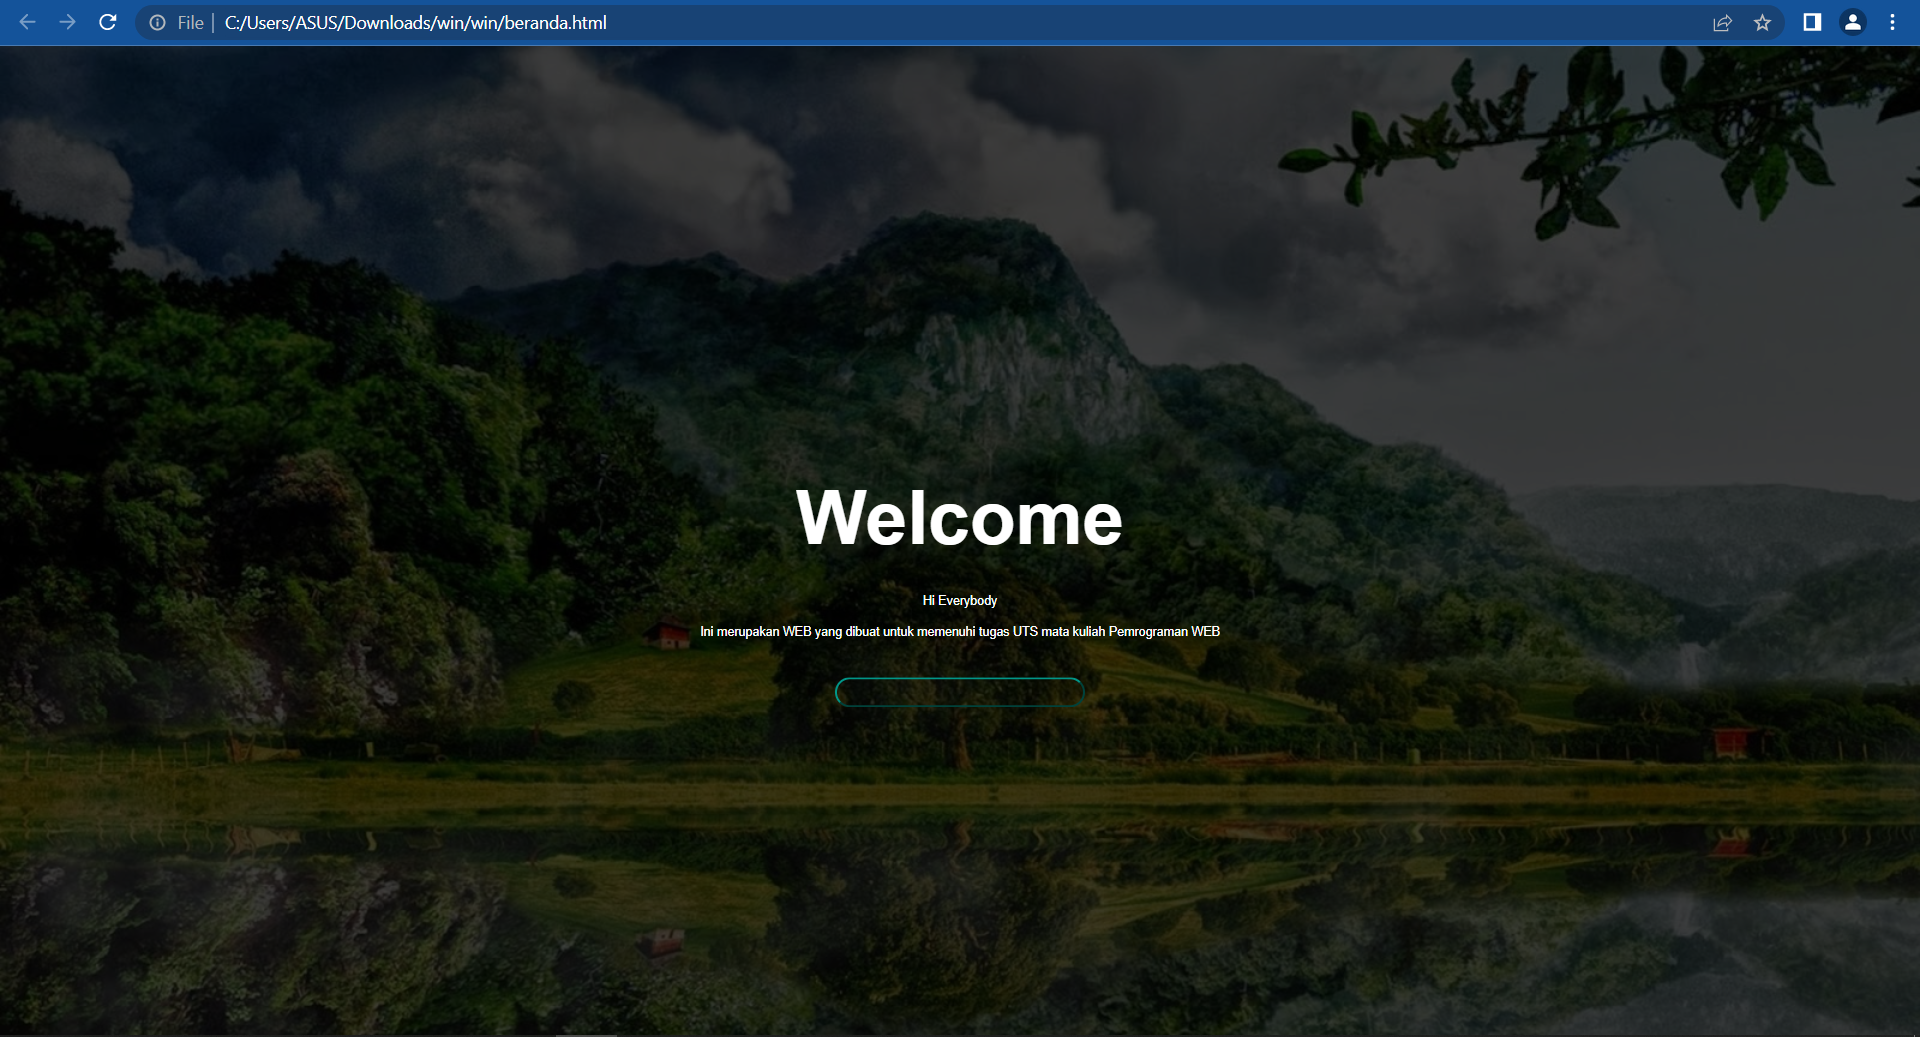 File | C:/Users/ASUS/Downloads/win/win/beranda.html
Welcome
Hi Everybody
Ini merupakan WEB yang dibuat untuk memenuhi tugas UTS mata kuliah Pemrograman WEB